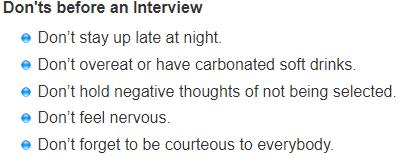 Don'ts before an Interview
Don’t stay up late at night.
Don’t overeat or have carbonated soft drinks.
Don’t hold negative thoughts of not being selected.
Don’t feel nervous.
Don’t forget to be courteous to everybody.